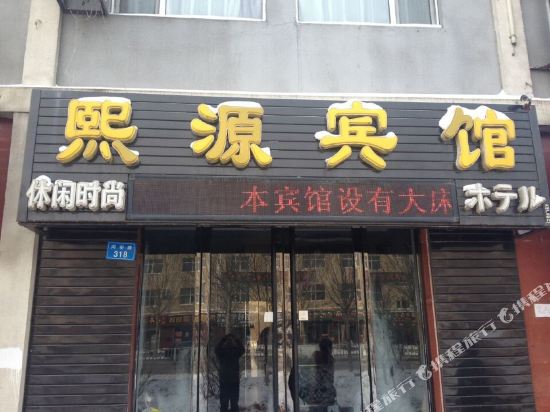 熙源宾馆
休闲时尚
本宾馆设有大床
ホテル
318
携程旅行